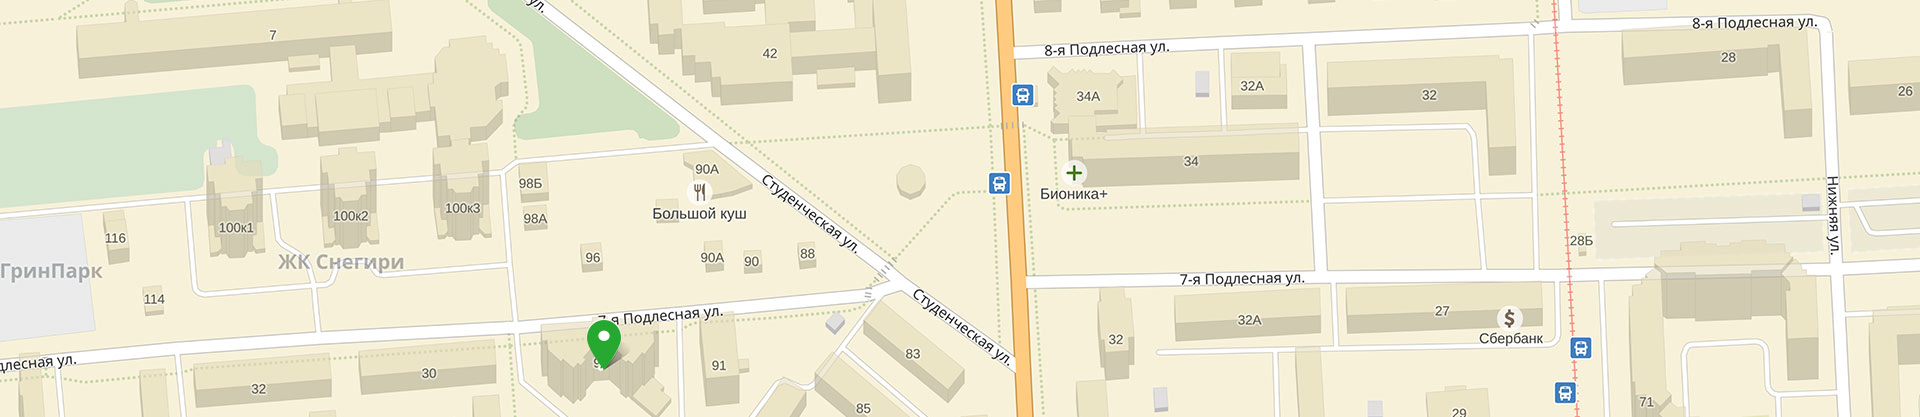 ул.
8-я Подлесная ул.
7
8-я Подлесная ул.
42
28
32А
26
34А
32
34
90А
98Б
Бионика+
Студенческая ул.
Нижняя ул.
100к3
Большой куш
100к2
98А
100к1
116
28Б
88
96
90А
90
ЖК Снегири
ГринПарк
7-я Подлесная ул.
114
Студенческая ул.
7-я Подлесная ул.
27
32А
Сбербанк
32
83
91
длесная ул.
30
32
71
85
29